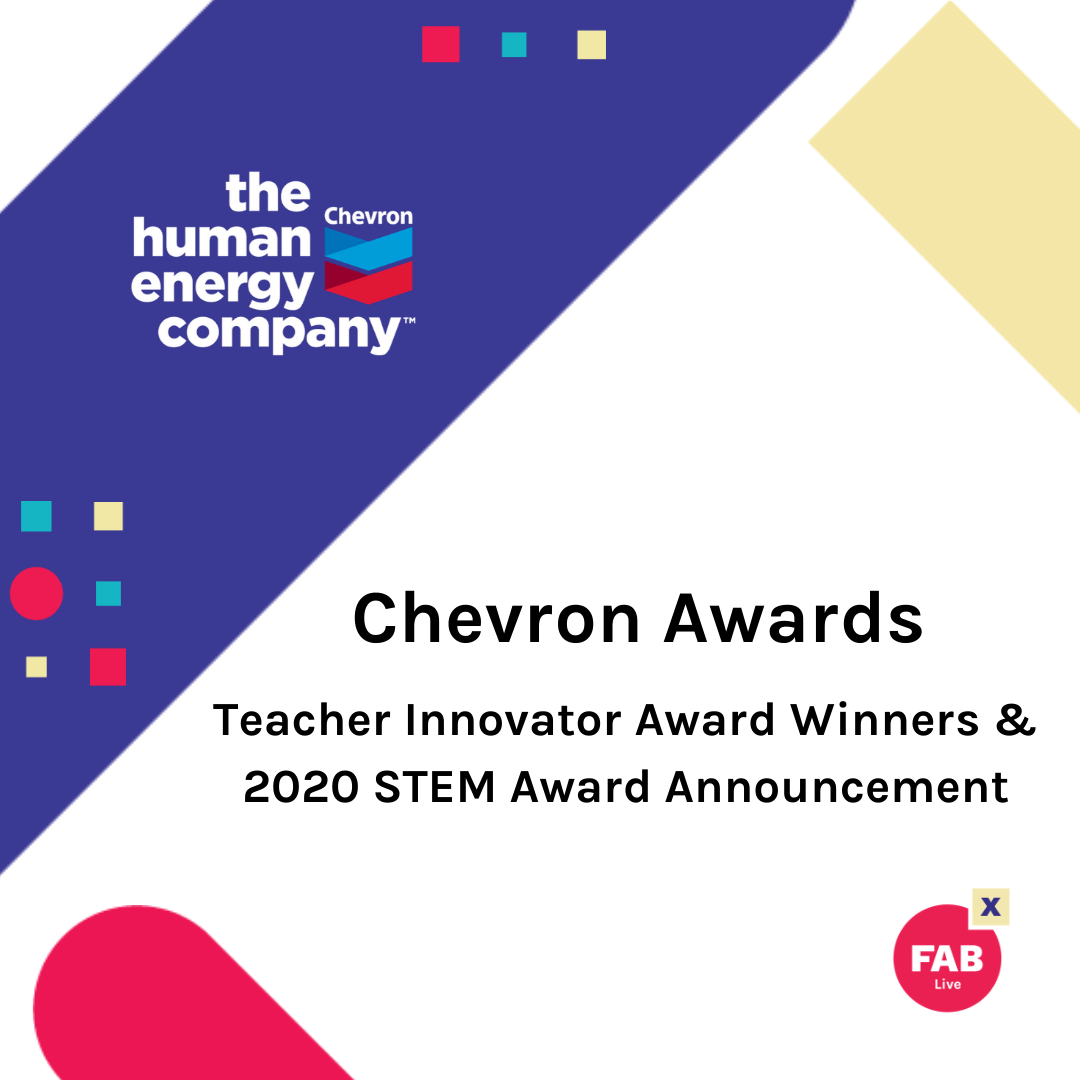 the
human
energy
company™
Chevron
Chevron Awards
Teacher Innovator Award Winners &
2020 STEM Award Announcement
X
FAB
Live